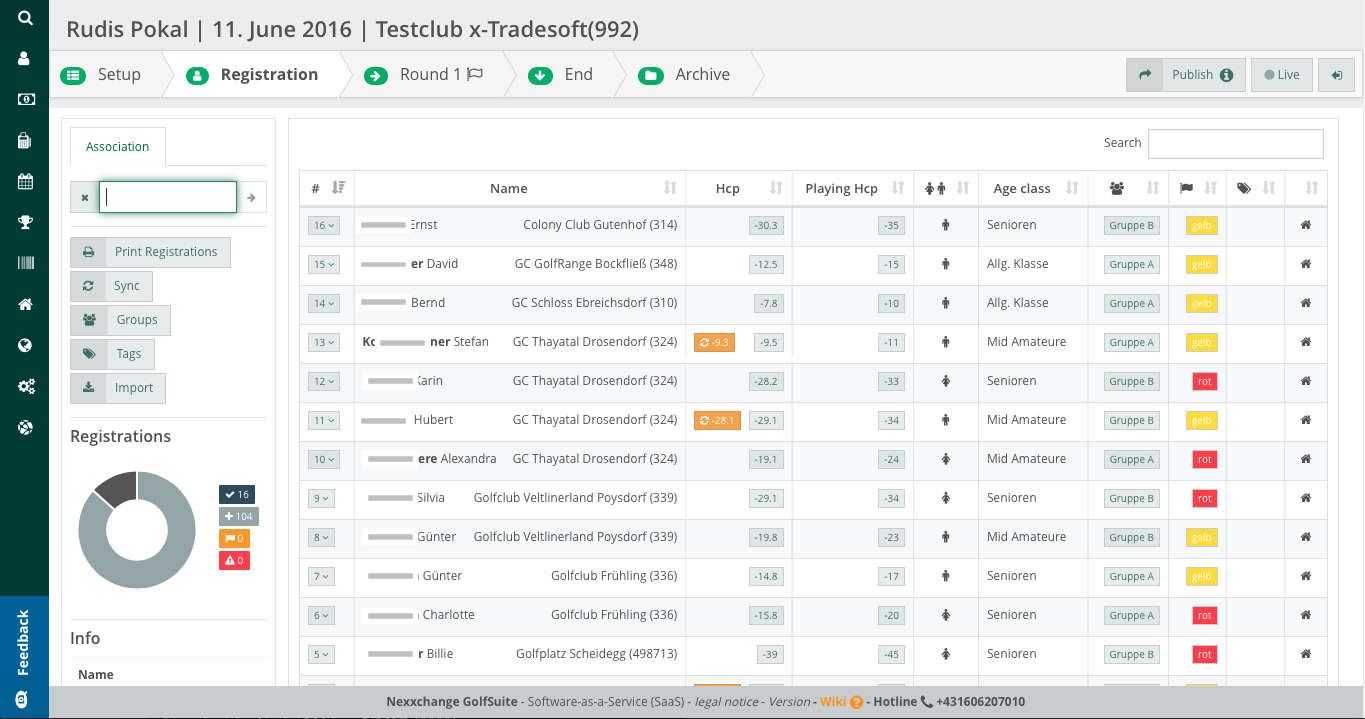 Rudis Pokal | 11. June 2016 | Testclub x-Tradesoft(992)
Setup Registration Round 1 End Archive Publish Live
Association
Print Registrations
Sync
Groups
Tags
Import
Registrations
16
104
0
0
Info
Name
Feedback
Search
# Name Hcp Playing Hcp Age class
16 Ernst Colony Club Gutenhof (314) -30.3 -35 Senioren Gruppe B gelb
15 er David GC GolfRange Bockfließ (348) -12.5 -15 Allg. Klasse Gruppe A gelb
14 Bernd GC Schloss Ebreichsdorf (310) -7.8 -10 Allg. Klasse Gruppe A gelb
13 Ko ner Stefan GC Thayatal Drosendorf (324) -9.3 -9.5 -11 Mid Amateure Gruppe A gelb
12 Karin GC Thayatal Drosendorf (324) -28.2 -33 Senioren Gruppe B rot
11 Hubert GC Thayatal Drosendorf (324) -28.1 -29.1 -34 Mid Amateure Gruppe B gelb
10 ere Alexandra GC Thayatal Drosendorf (324) -19.1 -24 Mid Amateure Gruppe B rot
9 Silvia Golfclub Veltlinerland Poysdorf (339) -29.1 -34 Senioren Gruppe B rot
8 Günter Golfclub Veltlinerland Poysdorf (339) -19.8 -23 Mid Amateure Gruppe B gelb
7 Günter Golfclub Frühling (336) -14.8 -17 Senioren Gruppe A gelb
6 Charlotte Golfclub Frühling (336) -15.8 -20 Senioren Gruppe A rot
5 r Billie Golfplatz Scheidegg (498713) -39 -45 Senioren Gruppe B rot
Nexxchange GolfSuite - Software-as-a-Service (SaaS) - legal notice - Version - Wiki - Hotline +431606207010